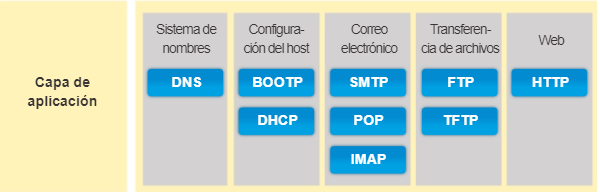 Capa de
aplicación
Sistema de
nombres
DNS
Configura-
ción del host
BOOTP
DHCP
Correo
electrónico
SMTP
POP
IMAP
Transferen-
cia de archivos
FTP
TFTP
Web
HTTP